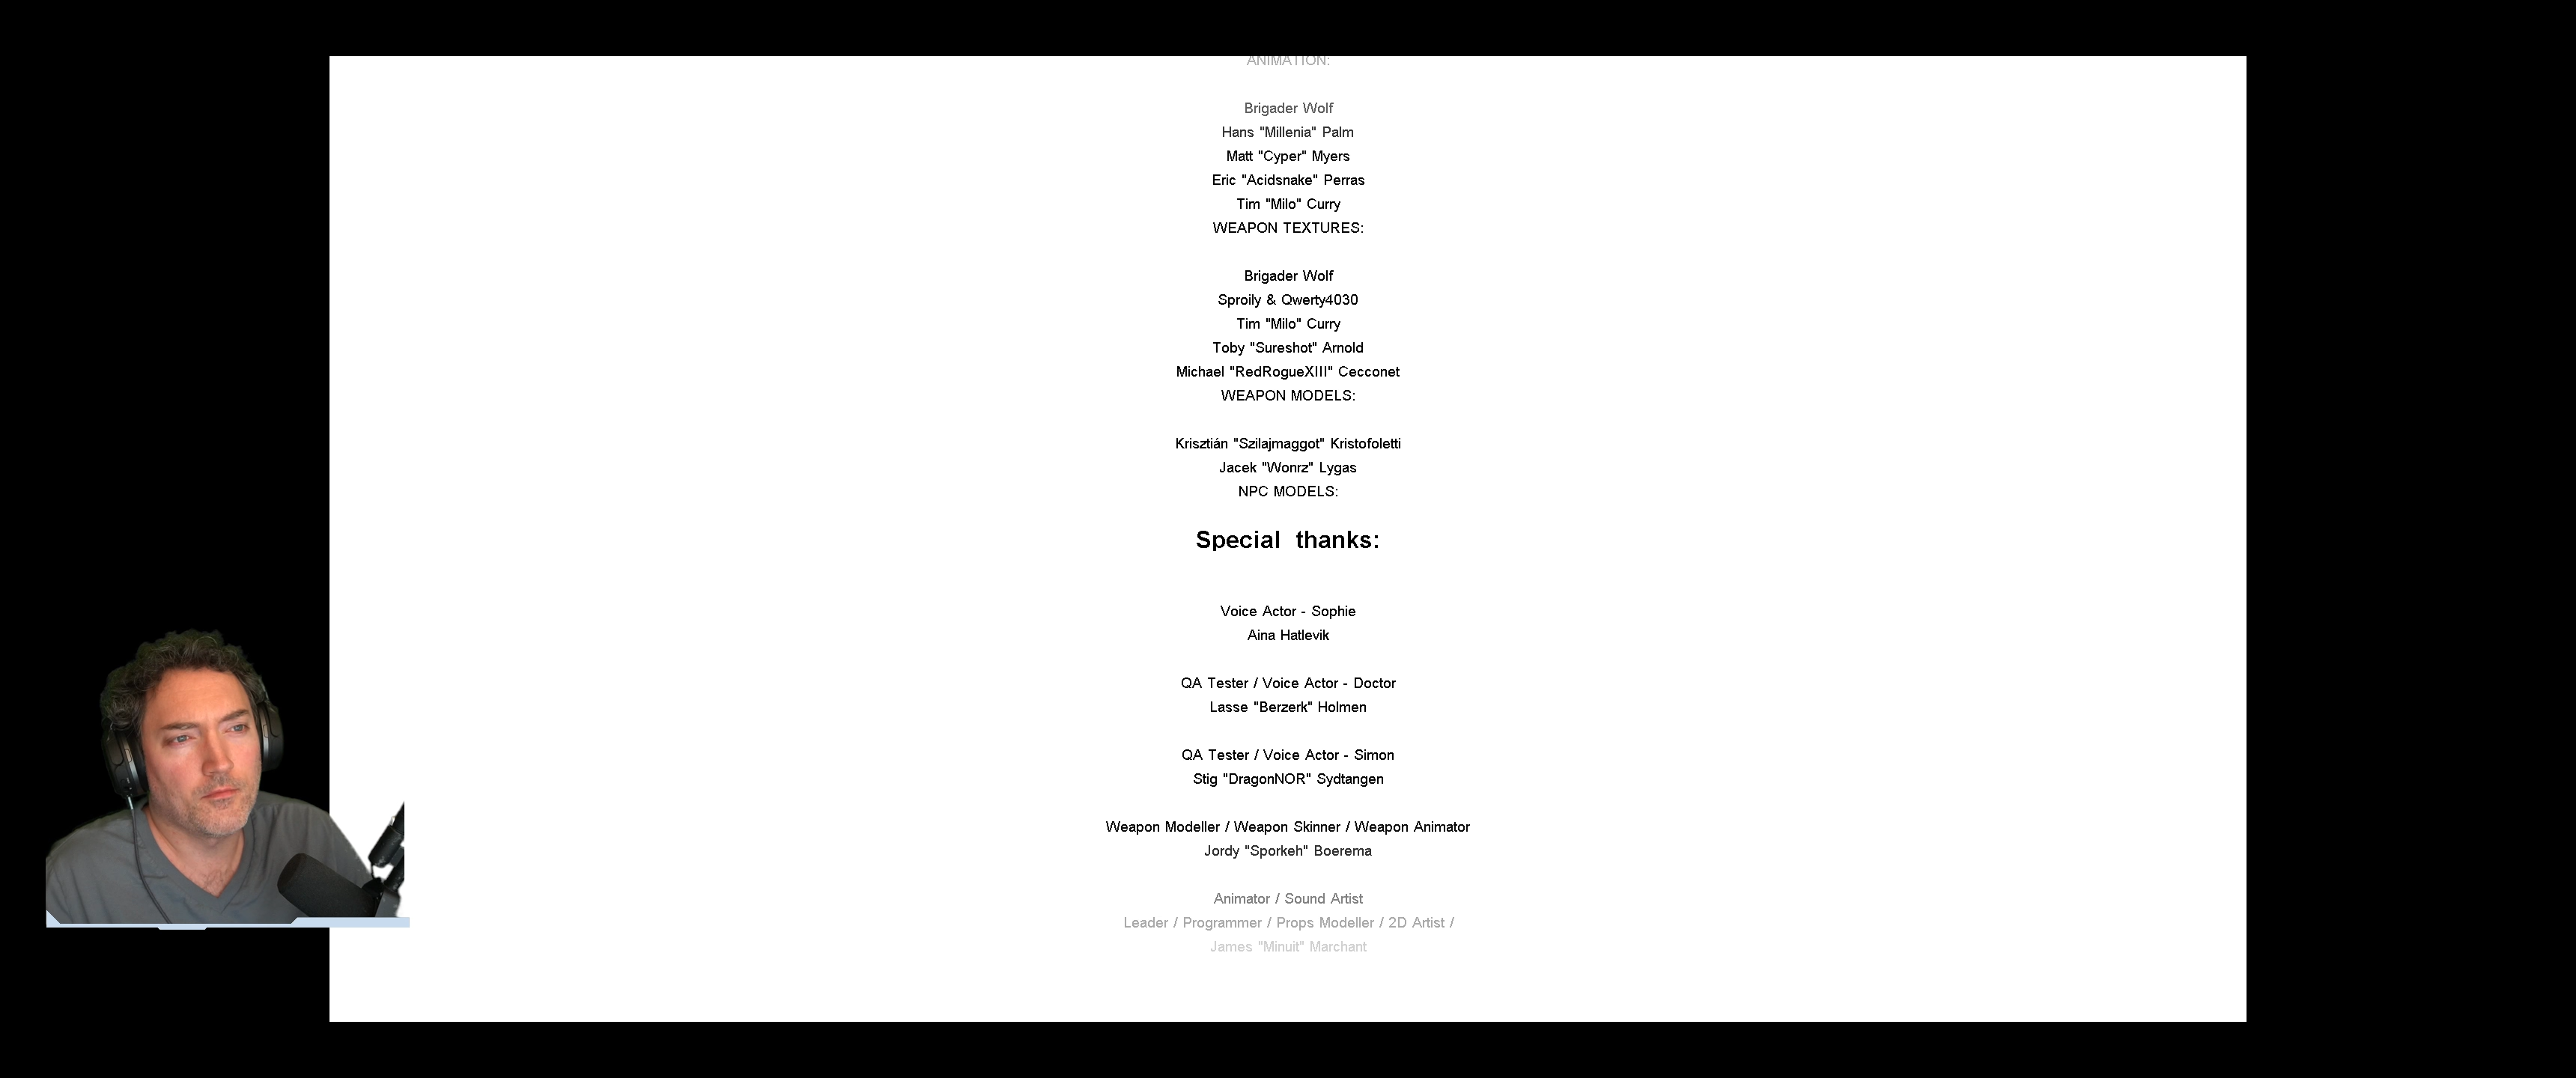 ANIMATION:
Brigader Wolf
Hans "Millenia" Palm
Matt "Cyper" Myers
Eric "Acidsnake" Perras
Tim "Milo" Curry
WEAPON TEXTURES:
Brigader Wolf
Sproily & Qwerty4030
Tim "Milo" Curry
Toby "Sureshot" Arnold
Michael "RedRogueXIII" Cecconet
WEAPON MODELS:
Krisztián "Szilajmaggot" Kristofoletti
Jacek "Wonrz" Lygas
NPC MODELS:
Special thanks:
Voice Actor - Sophie
Aina Hatlevik
QA Tester / Voice Actor - Doctor
Lasse "Berzerk" Holmen
QA Tester / Voice Actor - Simon
Stig "DragonNOR" Sydtangen
Weapon Modeller / Weapon Skinner / Weapon Animator
Jordy "Sporkeh" Boerema
Animator / Sound Artist
Leader / Programmer / Props Modeller / 2D Artist /
James "Minuit" Marchant